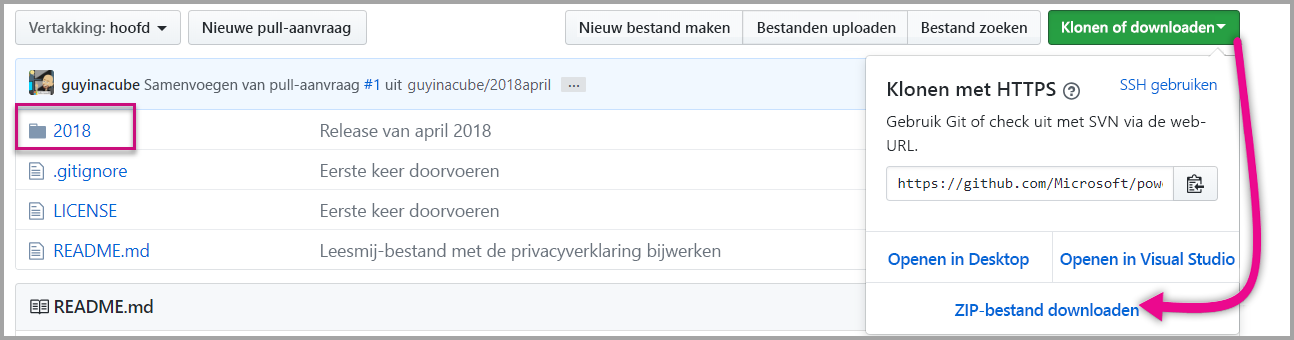 Vertakking: hoofd
Nieuwe pull-aanvraag
Nieuw bestand maken
Bestanden uploaden
Bestand zoeken
Klonen of downloaden
guyinacube Samenvoegen van pull-aanvraag #1 uit guyinacube/2018april ...
2018
Release van april 2018
.gitignore
Eerste keer doorvoeren
LICENSE
Eerste keer doorvoeren
README.md
Leesmij-bestand met de privacyverklaring bijwerken
README.md
Klonen met HTTPS ?
SSH gebruiken
Gebruik Git of check uit met SVN via de web-
URL.
https://github.com/Microsoft/powe
Openen in Desktop
Openen in Visual Studio
ZIP-bestand downloaden